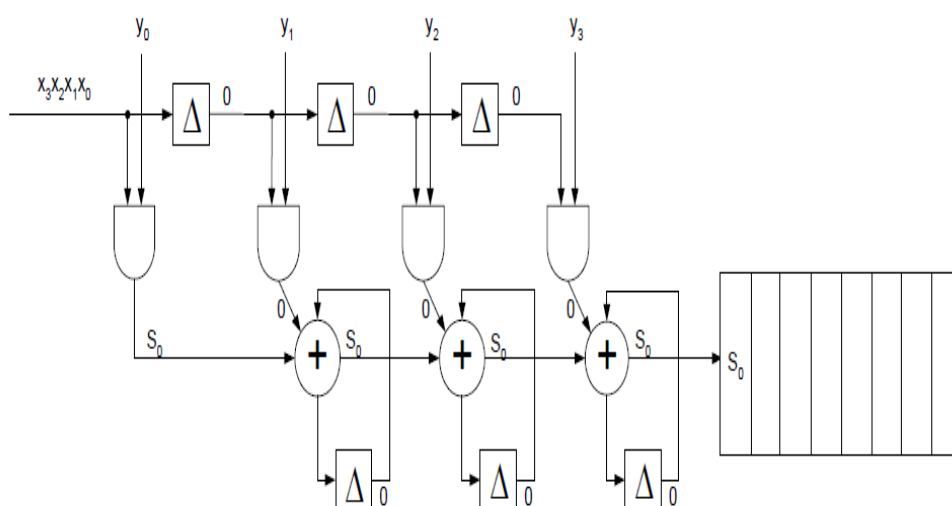 y₀ y₁ y₂ y₃
x₃x₂x₁x₀
Δ 0 Δ 0 Δ 0
0 0 0
S₀ + S₀ + S₀ + S₀ S₀
Δ 0 Δ 0 Δ 0